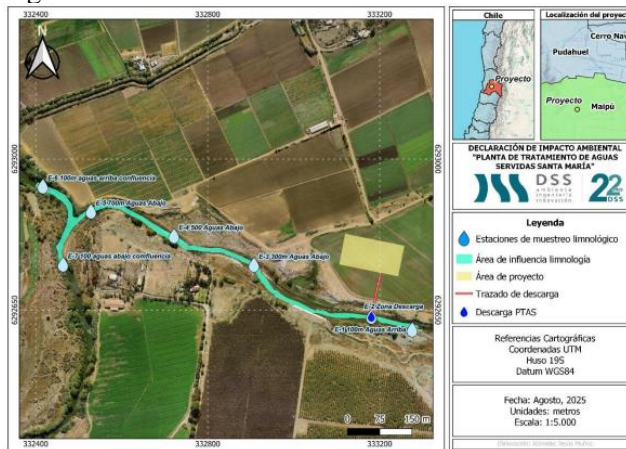 332400
332800
333200
6293000
6293000
6292650
6292650
E-6 100m aguas arriba confluencia
E-5 700m Aguas Abajo
E-4 500 Aguas Abajo
E-3 300m Aguas Abajo
E-7 100 aguas abajo comfluencia
E-2 Zona Descarga
E-1 100m Aguas Arriba
0 75 150 m
332400
332800
333200
Chile
Proyecto
Localización del proyecto
Cerro Nav
Pudahuel
Proyecto
Maipú
DECLARACIÓN DE IMPACTO AMBIENTAL
"PLANTA DE TRATAMIENTO DE AGUAS
SERVIDAS SANTA MARÍA"
DSS
ambiente
ingeniería
innovación
22
DSS
Leyenda
Estaciones de muestreo limnológico
Área de influencia limnología
Área de proyecto
Trazado de descarga
Descarga PTAS
Referencias Cartográficas
Coordenadas UTM
Huso 19S
Datum WGS84
Fecha: Agosto, 2025
Unidades: metros
Escala: 1:5.000